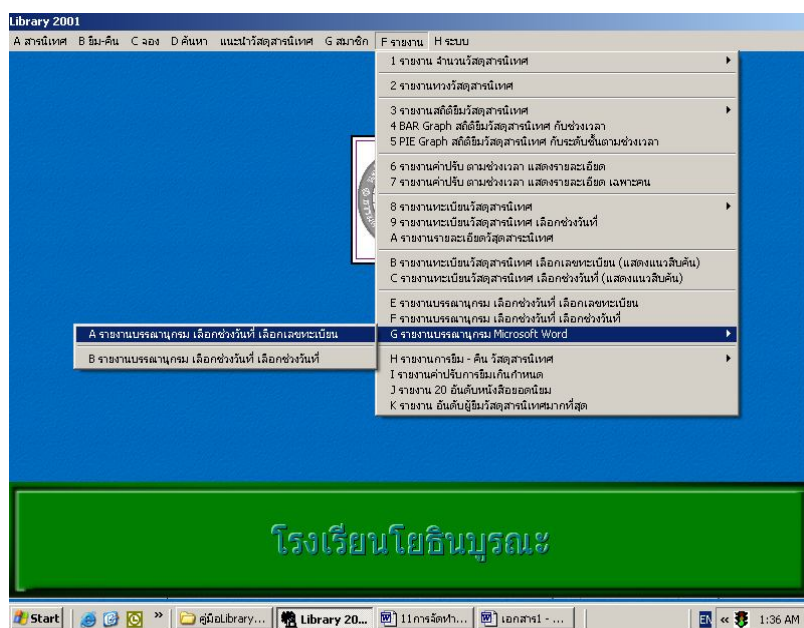 Library 2001
A สารนิเทศ B ยืม-คืน C จอง D ค้นหา แนะนำวัสดุสารนิเทศ G สมาชิก F รายงาน H ระบบ
1 รายงาน จำนวนวัสดุสารนิเทศ
2 รายงานทวงวัสดุสารนิเทศ
3 รายงานสถิติยืมวัสดุสารนิเทศ
4 BAR Graph สถิติยืมวัสดุสารนิเทศ กับช่วงเวลา
5 PIE Graph สถิติยืมวัสดุสารนิเทศ กับระดับชั้นตามช่วงเวลา
6 รายงานค่าปรับ ตามช่วงเวลา แสดงรายละเอียด
7 รายงานค่าปรับ ตามช่วงเวลา แสดงรายละเอียด เฉพาะคน
8 รายงานทะเบียนวัสดุสารนิเทศ
9 รายงานทะเบียนวัสดุสารนิเทศ เลือกช่วงวันที่
A รายงานรายละเอียดวัสุดสาระนิเทศ
B รายงานทะเบียนวัสดุสารนิเทศ เลือกเลขทะเบียน (แสดงแนวสืบค้น)
C รายงานทะเบียนวัสดุสารนิเทศ เลือกช่วงวันที่ (แสดงแนวสืบค้น)
E รายงานบรรณานุกรม เลือกช่วงวันที่ เลือกเลขทะเบียน
F รายงานบรรณานุกรม เลือกช่วงวันที่ เลือกช่วงวันที่
G รายงานบรรณานุกรม Microsoft Word
A รายงานบรรณานุกรม เลือกช่วงวันที่ เลือกเลขทะเบียน
B รายงานบรรณานุกรม เลือกช่วงวันที่ เลือกช่วงวันที่
H รายงานการยืม - คืน วัสดุสารนิเทศ
I รายงานค่าปรับการยืมเกินกำหนด
J รายงาน 20 อันดับหนังสือยอดนิยม
K รายงาน อันดับผู้ยืมวัสดุสารนิเทศมากที่สุด
โรงเรียนโยธินบูรณะ
Start » คู่มือLibrary... Library 20... 11การจัดทำ... เอกสาร1 - ... EN « 1:36 AM